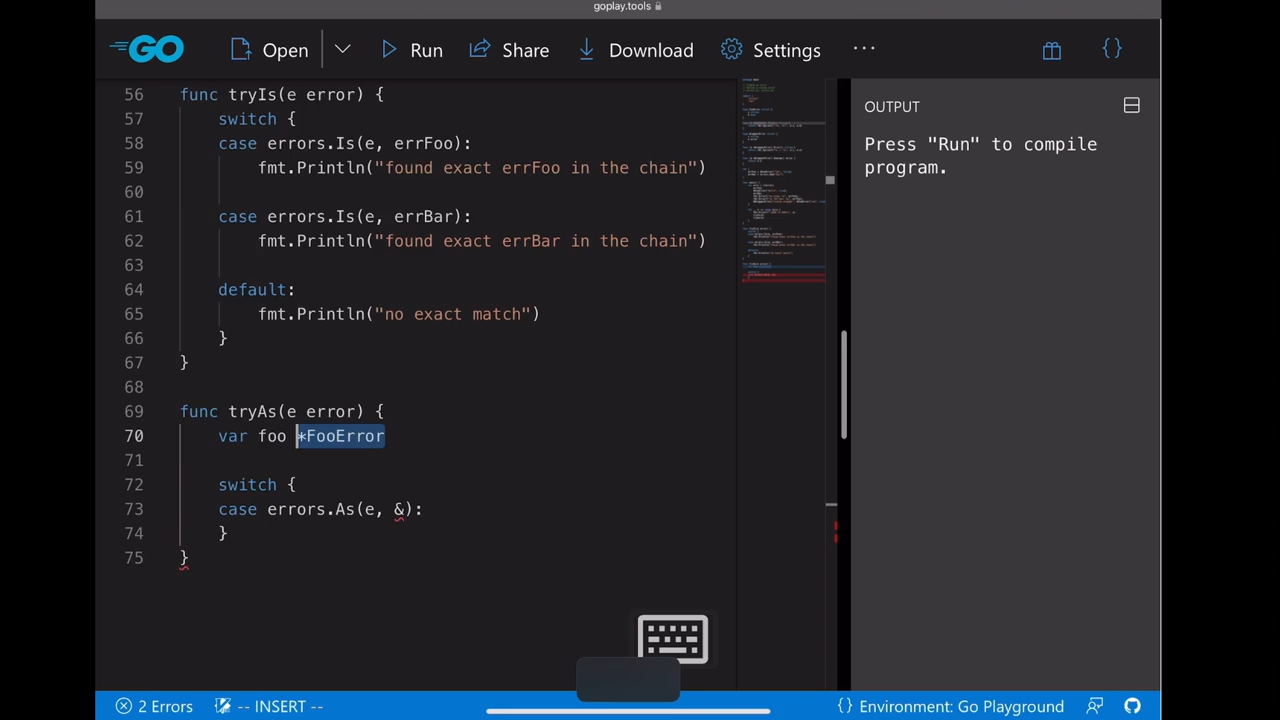 goplay.tools
GO Open Run Share Download Settings ... {}
56 func tryIs(e error) {
57 switch {
58 case errors.Is(e, errFoo):
59 fmt.Println("found exact errFoo in the chain")
60
61 case errors.Is(e, errBar):
62 fmt.Println("found exact errBar in the chain")
63
64 default:
65 fmt.Println("no exact match")
66 }
67 }
68
69 func tryAs(e error) {
70 var foo *FooError
71
72 switch {
73 case errors.As(e, &):
74 }
75 }
OUTPUT
Press "Run" to compile
program.
2 Errors -- INSERT -- {} Environment: Go Playground